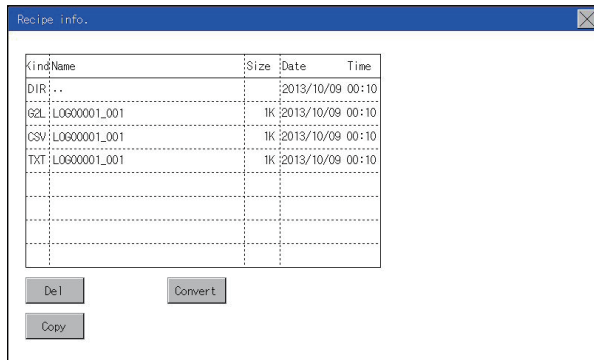 Recipe info.
Kind Name Size Date Time
DIR .. 2013/10/09 00:10
G2L LOG00001_001 1K 2013/10/09 00:10
CSV LOG00001_001 1K 2013/10/09 00:10
TXT LOG00001_001 1K 2013/10/09 00:10
Del Convert
Copy